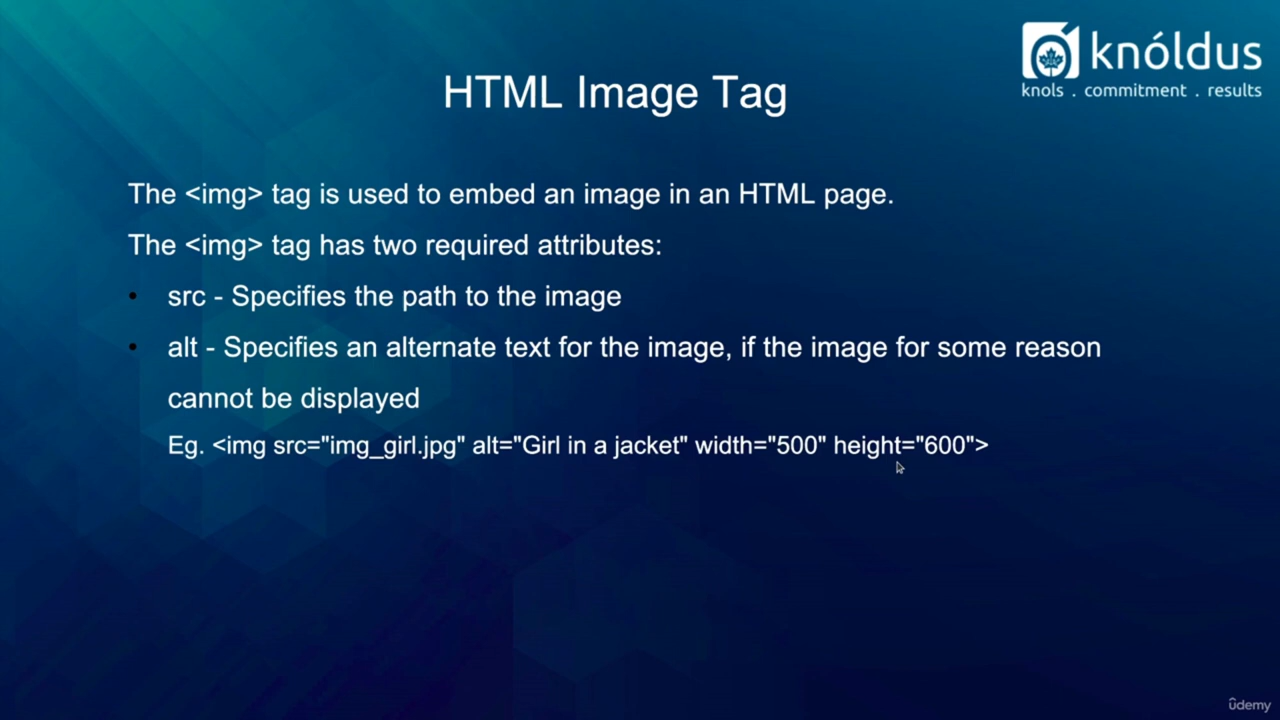 knóldus
knols . commitment . results
HTML Image Tag
The <img> tag is used to embed an image in an HTML page.
The <img> tag has two required attributes:
• src - Specifies the path to the image
• alt - Specifies an alternate text for the image, if the image for some reason
cannot be displayed
Eg. <img src="img_girl.jpg" alt="Girl in a jacket" width="500" height="600">
ûdemy